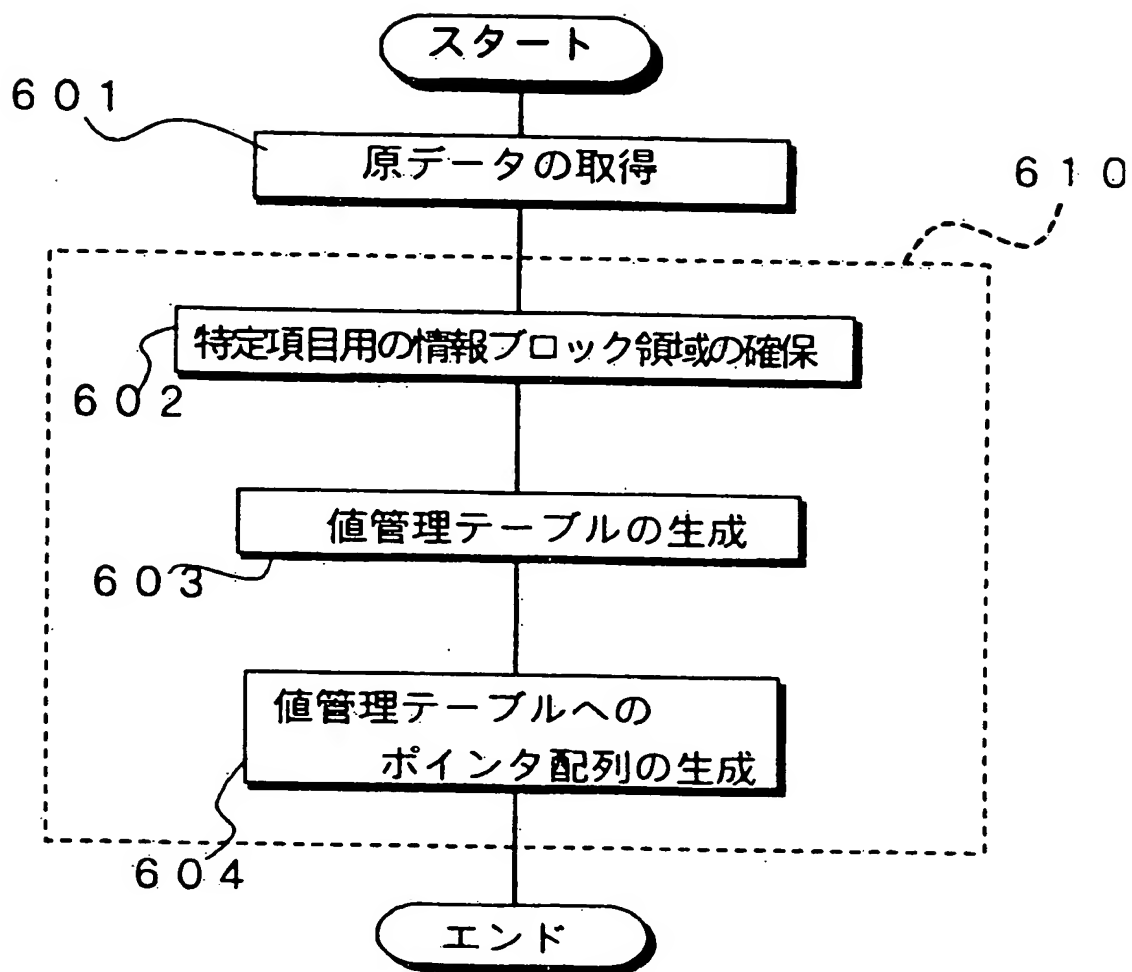 スタート
601
原データの取得
610
特定項目用の情報ブロック領域の確保
602
値管理テーブルの生成
603
値管理テーブルへの
ポインタ配列の生成
604
エンド